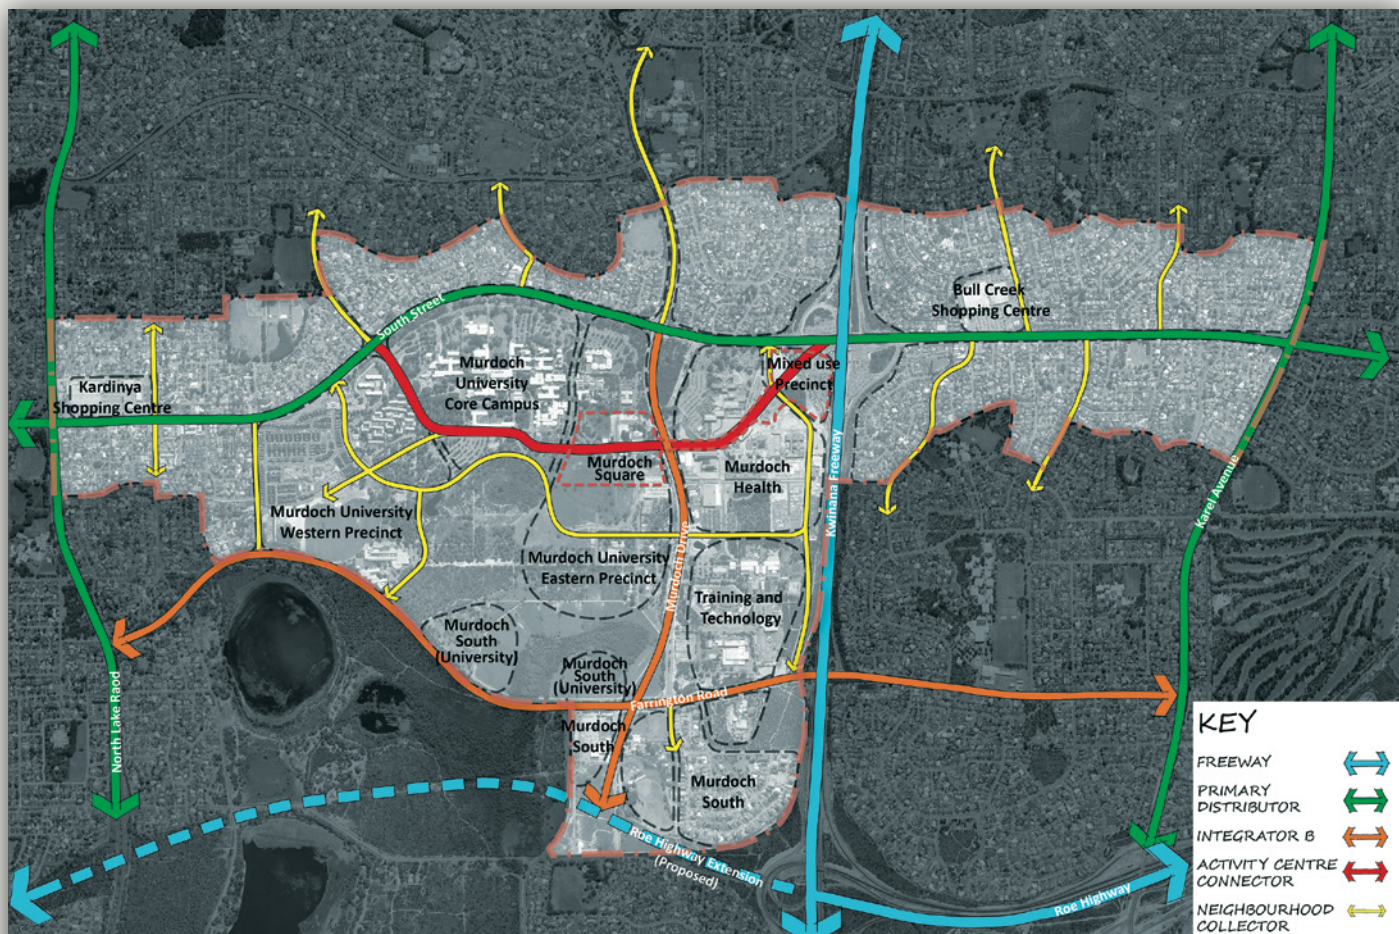 South Street
Bull Creek
Shopping Centre
Murdoch
University
Core Campus
Mixed use
Precinct
Kardinya
Shopping Centre
Murdoch
Square
Murdoch
Health
Kwinana Freeway
Karel Avenue
Murdoch University
Western Precinct
Murdoch University
Eastern Precinct
Murdoch Drive
Training and
Technology
Murdoch
South
(University)
Murdoch
South
(University)
Farrington Road
North Lake Raod
Murdoch
South
Murdoch
South
Roe Highway Extension
(Proposed)
Roe Highway
KEY
FREEWAY
PRIMARY
DISTRIBUTOR
INTEGRATOR B
ACTIVITY CENTRE
CONNECTOR
NEIGHBOURHOOD
COLLECTOR